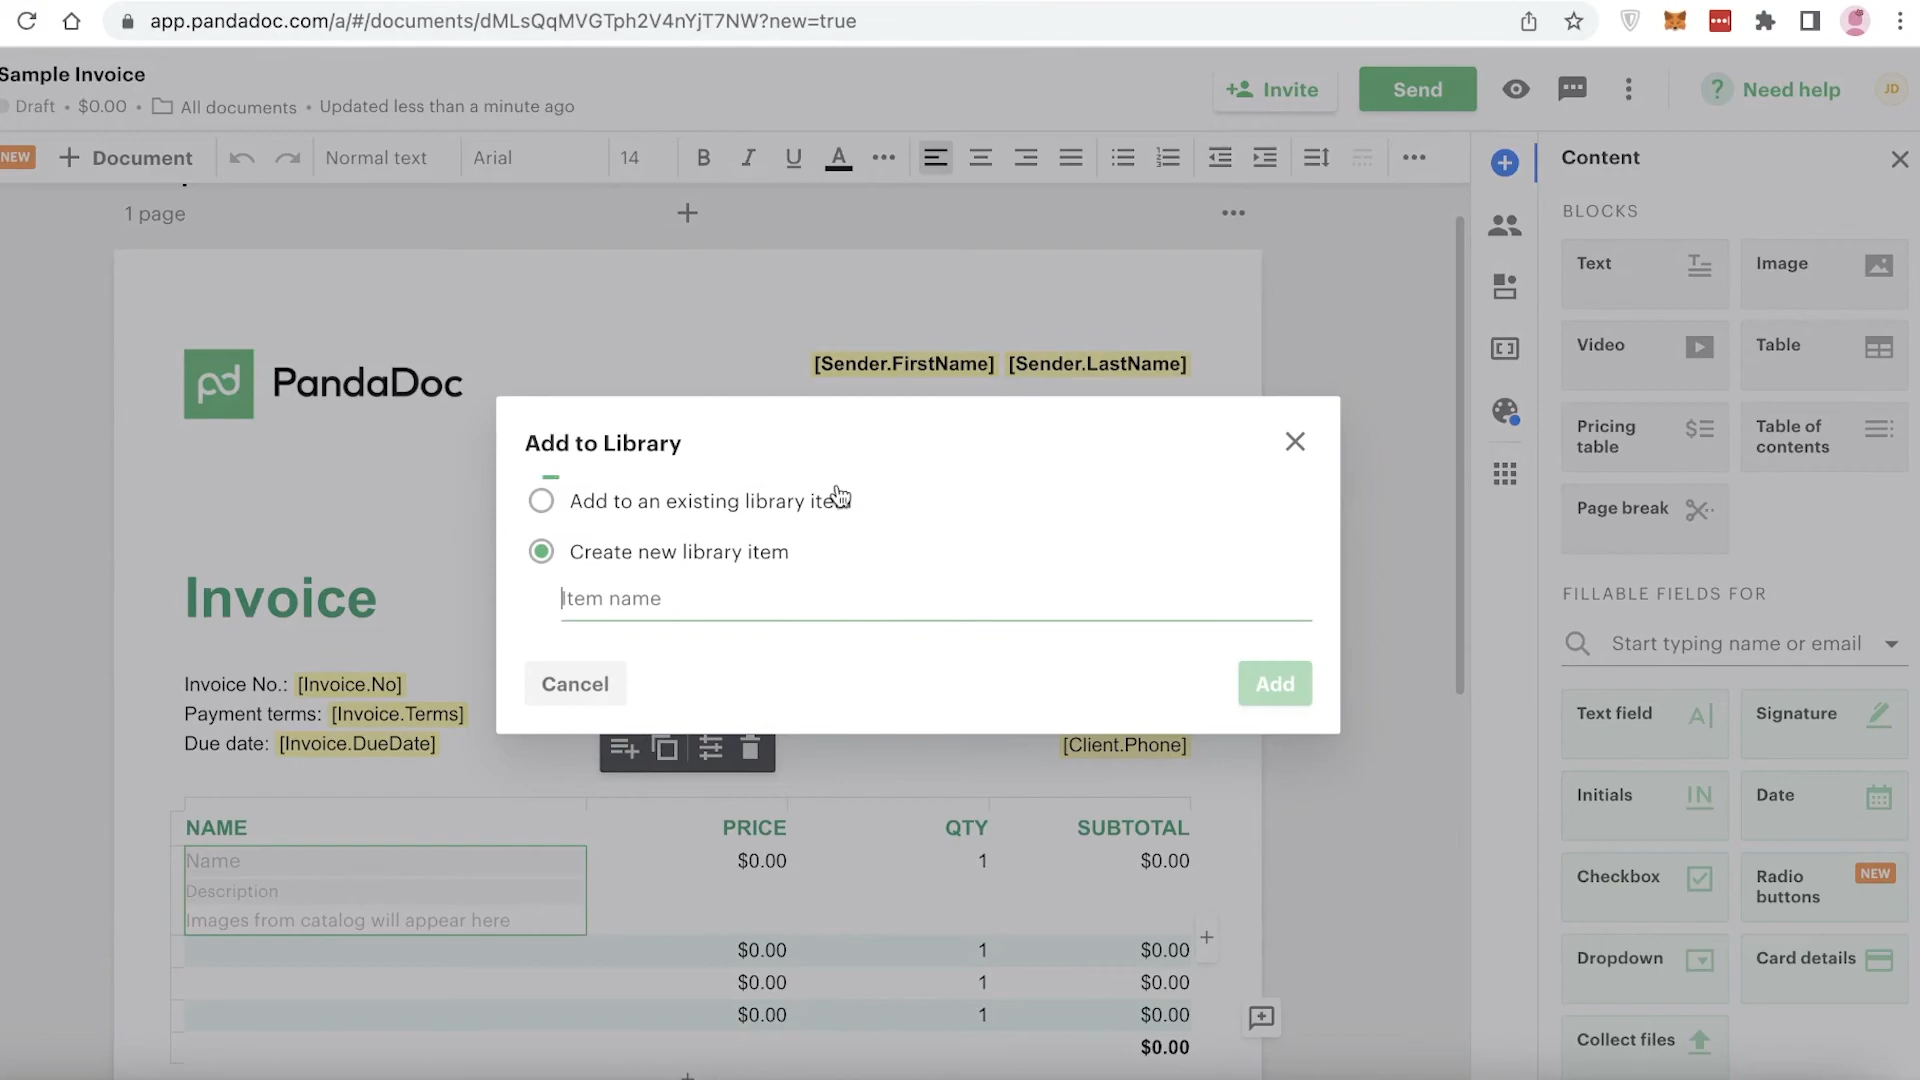 app.pandadoc.com/a/#/documents/dMLsQqMVGTph2V4nYjT7NW?new=true
Sample Invoice
Draft • $0.00 • All documents • Updated less than a minute ago
Invite
Send
? Need help
JD
NEW
Document
Normal text
Arial
14
B I U A
Content
1 page
BLOCKS
Text
Image
Video
Table
Pricing table
Table of contents
Page break
pd PandaDoc
[Sender.FirstName] [Sender.LastName]
Add to Library
Add to an existing library item
Create new library item
Item name
Cancel
Add
Invoice
Invoice No.: [Invoice.No]
Payment terms: [Invoice.Terms]
Due date: [Invoice.DueDate]
[Client.Phone]
NAME PRICE QTY SUBTOTAL
Name $0.00 1 $0.00
Description
Images from catalog will appear here
$0.00 1 $0.00
$0.00 1 $0.00
$0.00 1 $0.00
$0.00
FILLABLE FIELDS FOR
Start typing name or email
Text field
Signature
Initials IN
Date
Checkbox
Radio buttons NEW
Dropdown
Card details
Collect files